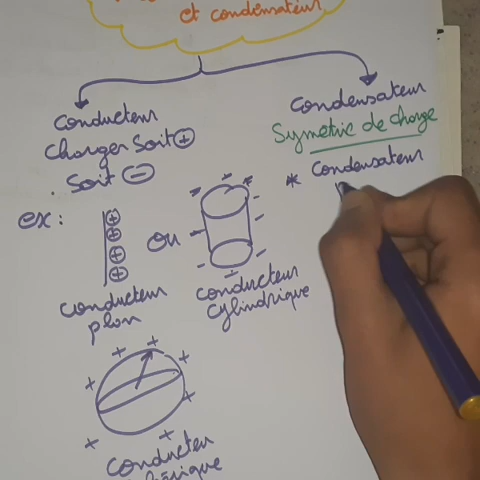 et condensateur
Conducteur
Charger Soit +
Soit -
Condensateur
Symetrie de charge
* Condensateur
ex:
ou
Conducteur
plan
Conducteur
Cylindrique
Conducteur